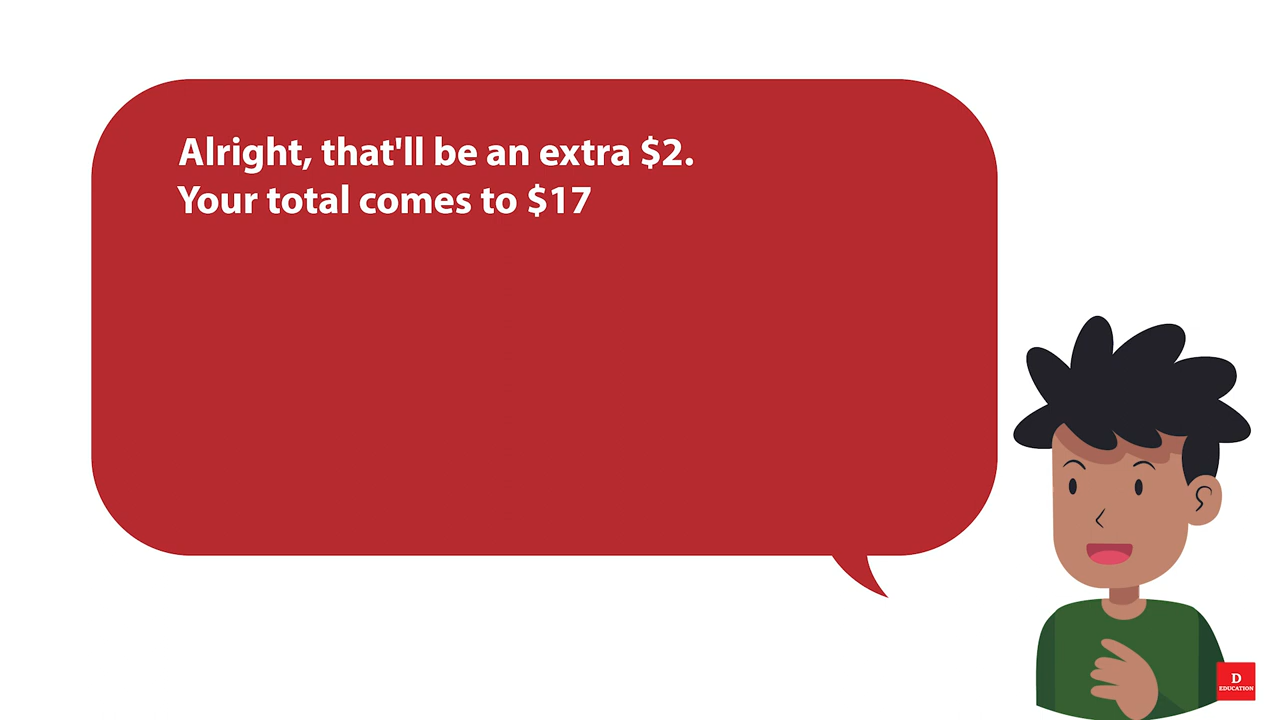 Alright, that'll be an extra $2.
Your total comes to $17
D
EDUCATION